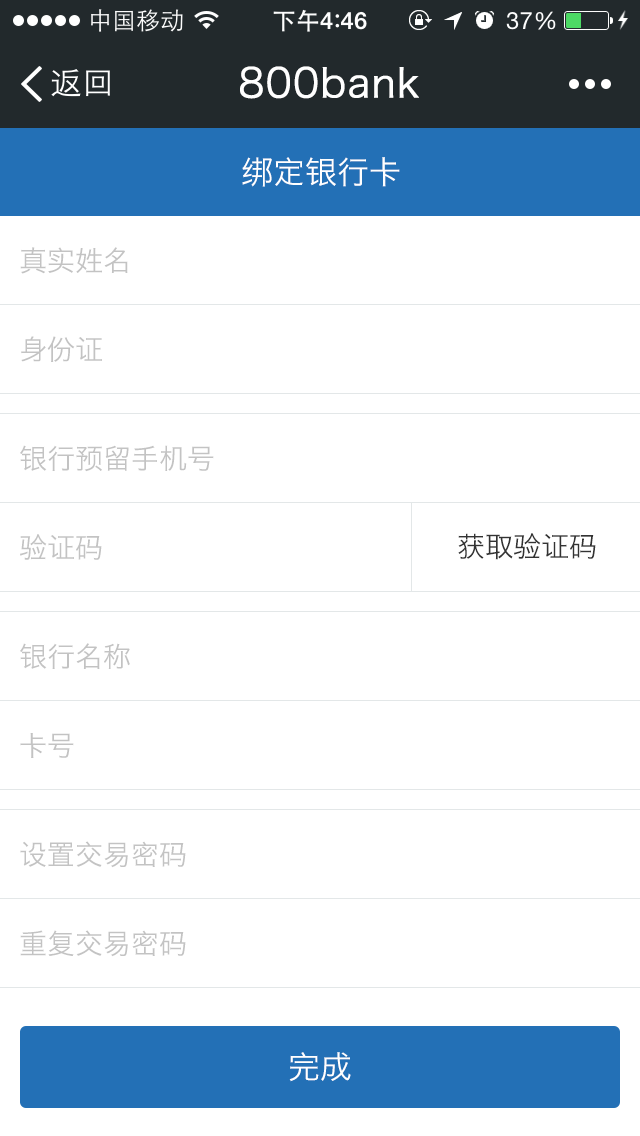 中国移动 下午4:46 37%
返回 800bank
绑定银行卡
真实姓名
身份证
银行预留手机号
验证码 获取验证码
银行名称
卡号
设置交易密码
重复交易密码
完成